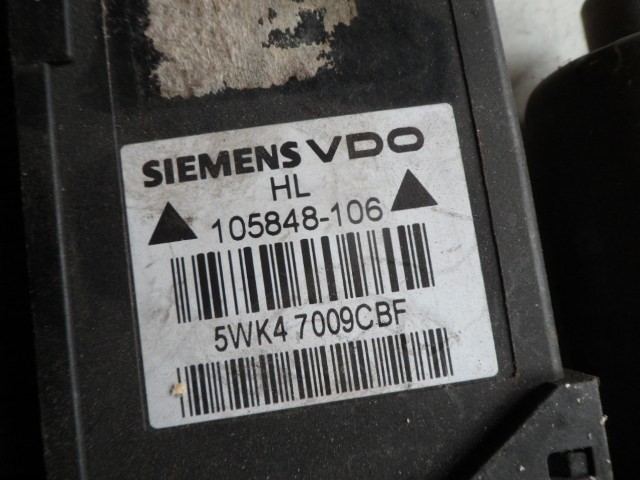 SIEMENS VDO
HL
105848-106
5WK4 7009CBF